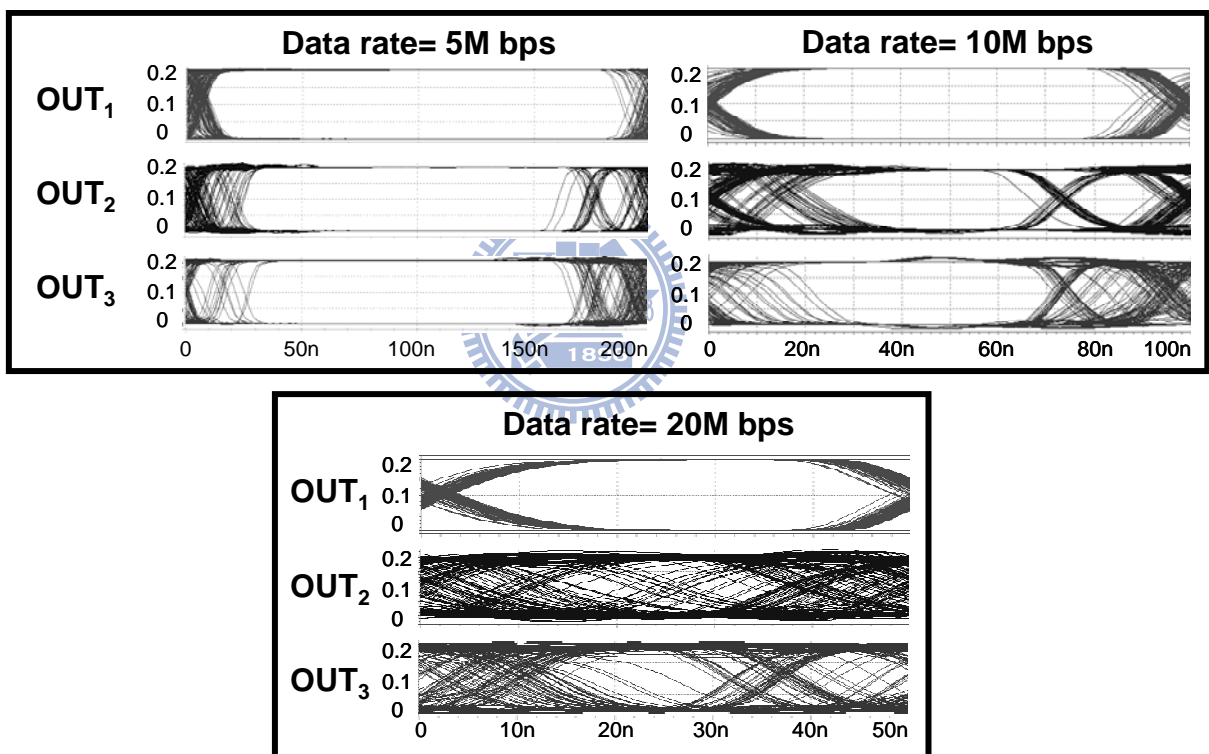 Data rate= 5M bps
OUT1
0.2
0.1
0
OUT2
0.2
0.1
0
OUT3
0.2
0.1
0
0 50n 100n 150n 200n
Data rate= 10M bps
0.2
0.1
0
0.2
0.1
0
0.2
0.1
0
0 20n 40n 60n 80n 100n
1896
Data rate= 20M bps
OUT1
0.2
0.1
0
OUT2
0.2
0.1
0
OUT3
0.2
0.1
0
0 10n 20n 30n 40n 50n